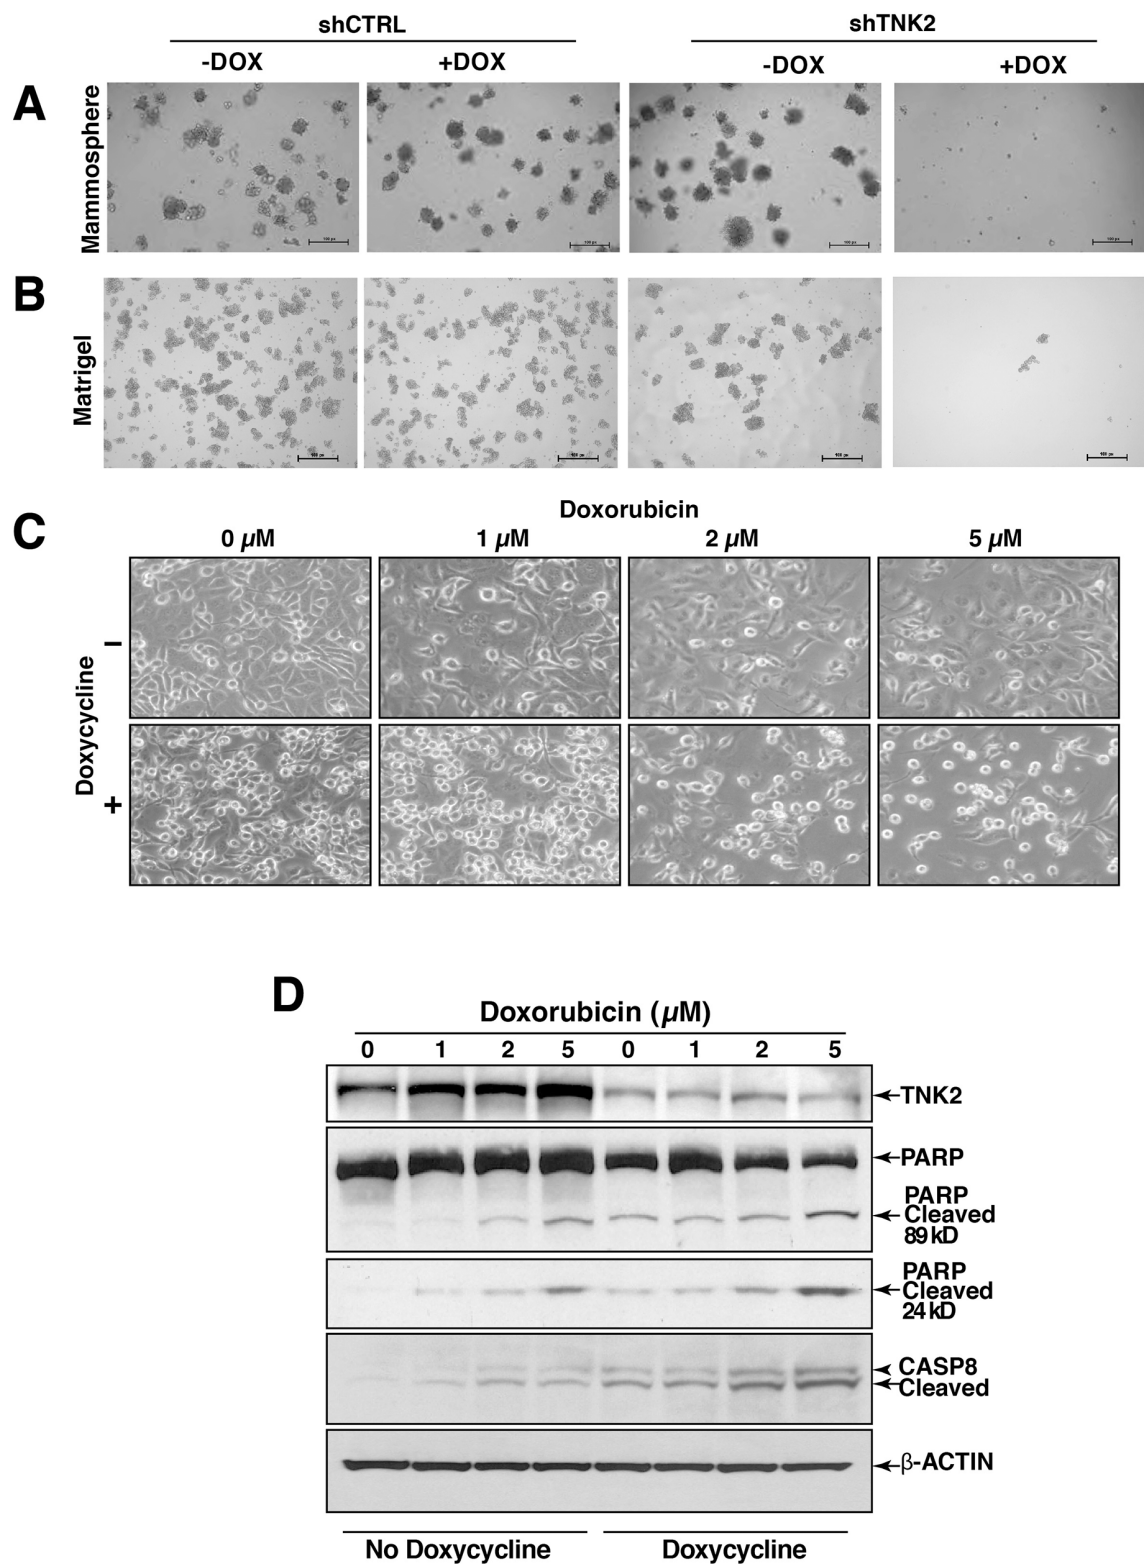 shCTRL shTNK2
-DOX +DOX -DOX +DOX
A
Mammosphere
B
Matrigel
C
Doxorubicin
0 µM 1 µM 2 µM 5 µM
Doxycycline
−
+
D
Doxorubicin (µM)
0 1 2 5 0 1 2 5
TNK2
PARP
PARP
Cleaved
89 kD
PARP
Cleaved
24 kD
CASP8
Cleaved
β-ACTIN
No Doxycycline Doxycycline